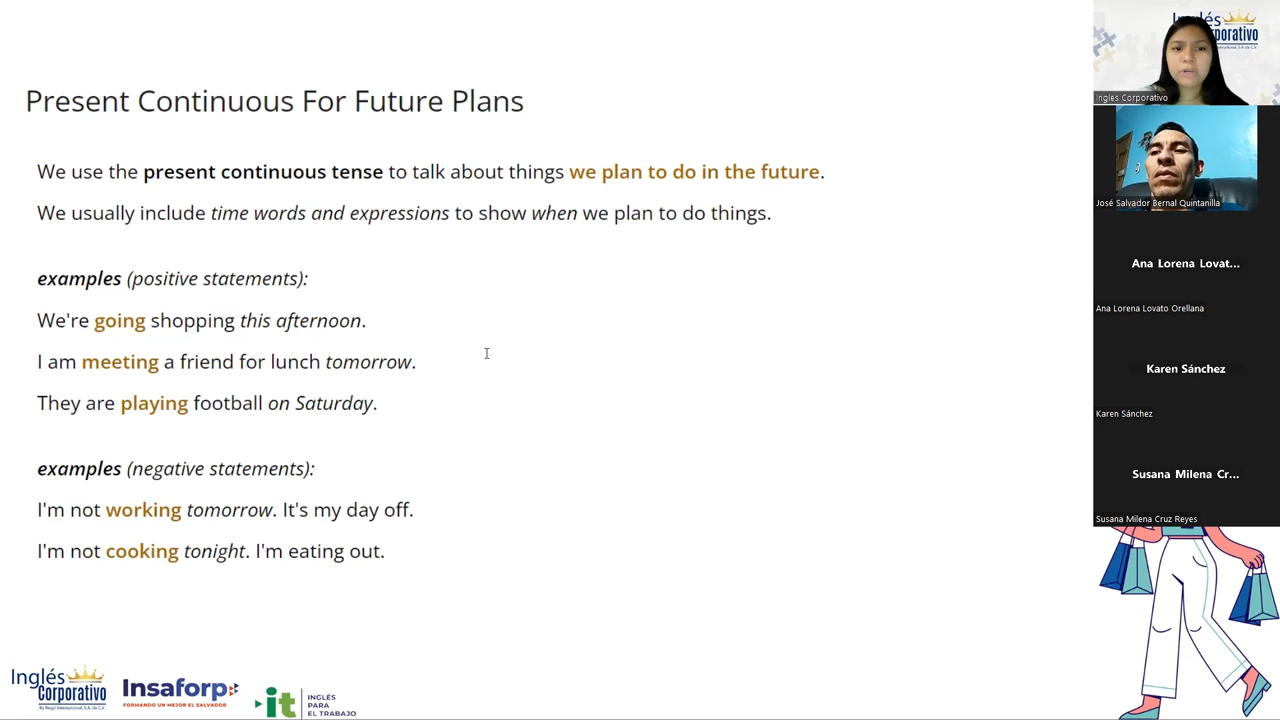 Present Continuous For Future Plans
We use the present continuous tense to talk about things we plan to do in the future.
We usually include time words and expressions to show when we plan to do things.
examples (positive statements):
We're going shopping this afternoon.
I am meeting a friend for lunch tomorrow.
They are playing football on Saturday.
examples (negative statements):
I'm not working tomorrow. It's my day off.
I'm not cooking tonight. I'm eating out.
Inglés
Corporativo
By Regal International, S.A. de C.V.
Insaforp
FORMANDO UN MEJOR EL SALVADOR
it
INGLÉS
PARA
EL TRABAJO
Inglés Corporativo
José Salvador Bernal Quintanilla
Ana Lorena Lovat...
Ana Lorena Lovato Orellana
Karen Sánchez
Karen Sánchez
Susana Milena Cr...
Susana Milena Cruz Reyes